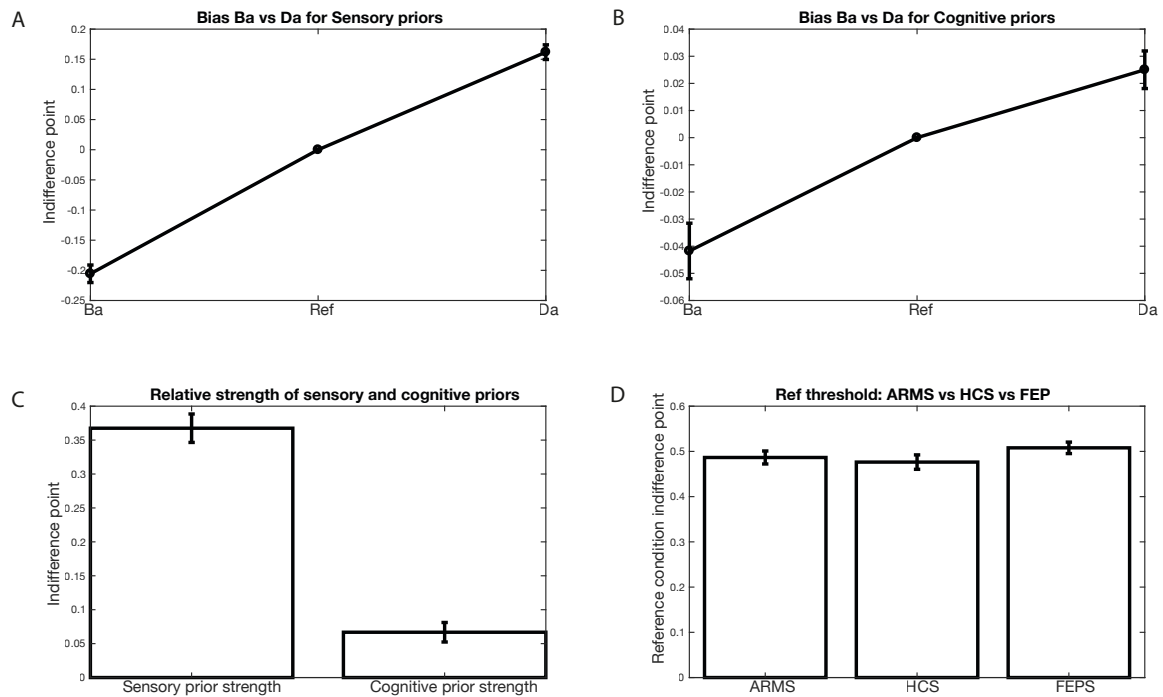 A
Bias Ba vs Da for Sensory priors
Indifference point
0.2
0.15
0.1
0.05
0
-0.05
-0.1
-0.15
-0.2
-0.25
Ba
Ref
Da
B
Bias Ba vs Da for Cognitive priors
Indifference point
0.04
0.03
0.02
0.01
0
-0.01
-0.02
-0.03
-0.04
-0.05
-0.06
Ba
Ref
Da
C
Relative strength of sensory and cognitive priors
Indifference point
0.4
0.35
0.3
0.25
0.2
0.15
0.1
0.05
0
Sensory prior strength
Cognitive prior strength
D
Ref threshold: ARMS vs HCS vs FEP
Reference condition indifference point
0.6
0.5
0.4
0.3
0.2
0.1
0
ARMS
HCS
FEPS